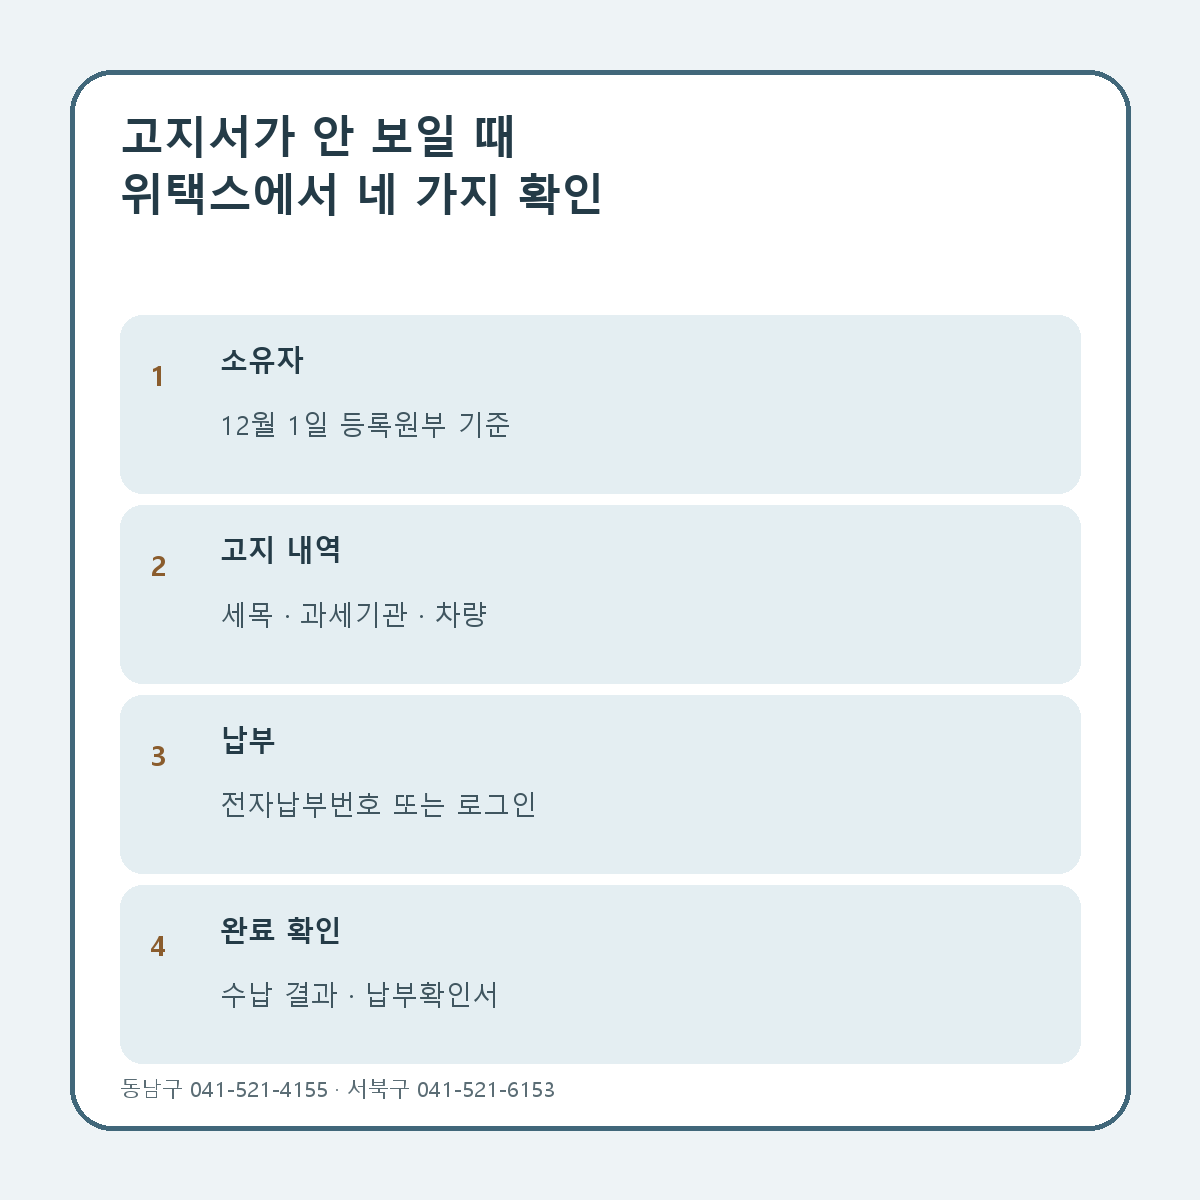 고지서가 안 보일 때
위택스에서 네 가지 확인
1
소유자
12월 1일 등록원부 기준
2
고지 내역
세목 · 과세기관 · 차량
3
납부
전자납부번호 또는 로그인
4
완료 확인
수납 결과 · 납부확인서
동남구 041-521-4155 · 서북구 041-521-6153